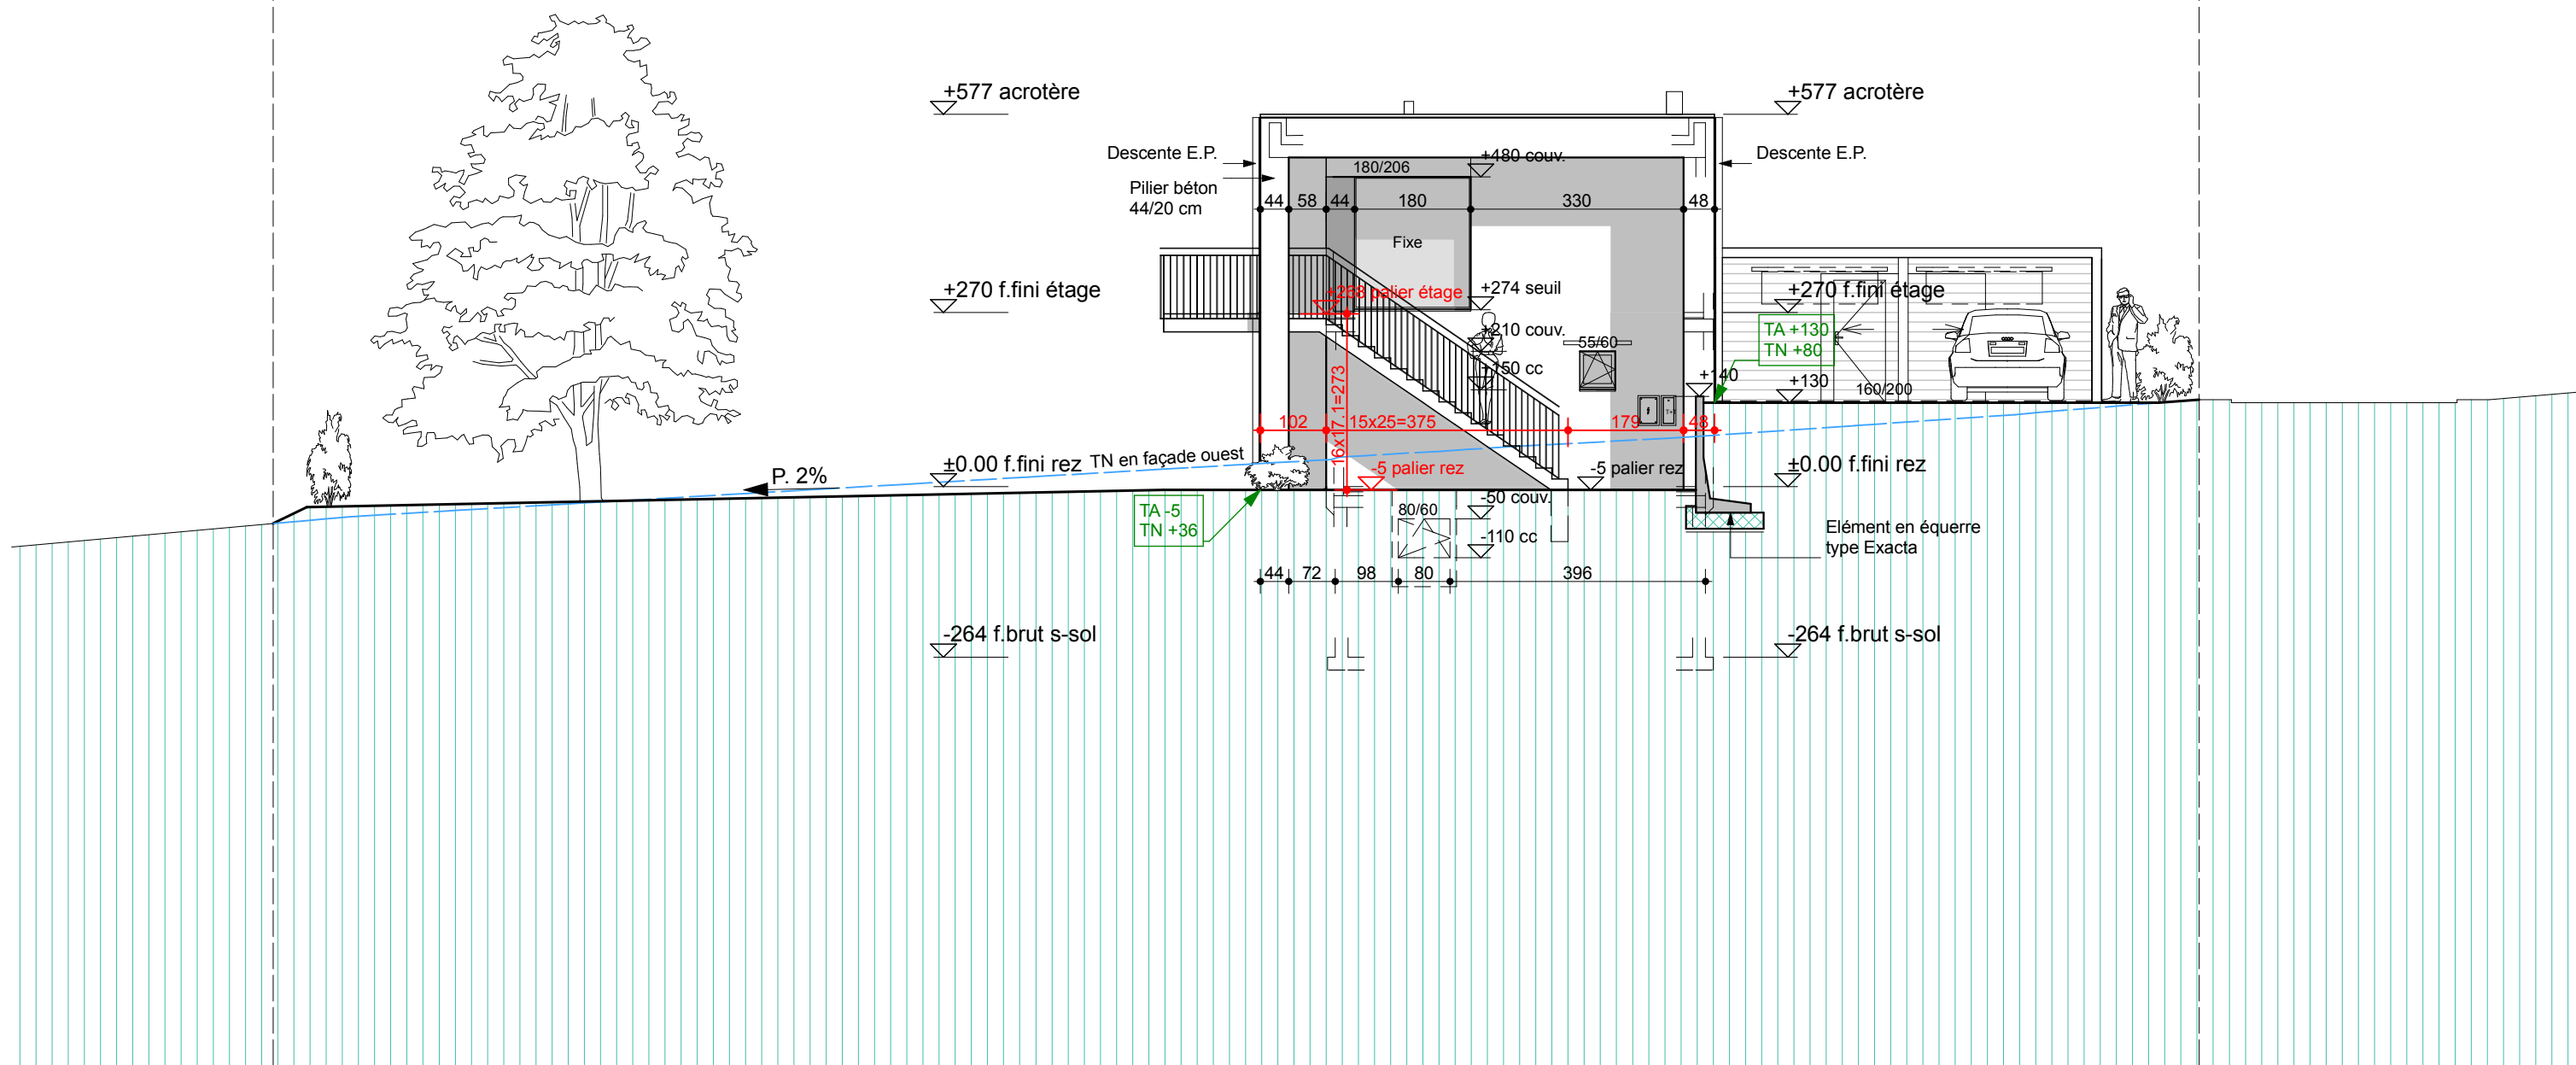 +577 acrotère
+577 acrotère
Descente E.P.
Descente E.P.
+480 couv.
180/206
Pilier béton
44/20 cm
44 58 44 180 330 48
Fixe
+270 f.fini étage
+268 palier étage
+274 seuil
+270 f.fini étage
+210 couv.
55/60
TA +130
TN +80
+150 cc
+140
+130
160/200
16x17.1=273
102 15x25=375 179 48
P. 2%
±0.00 f.fini rez
TN en façade ouest
-5 palier rez
-5 palier rez
±0.00 f.fini rez
TA -5
TN +36
80/60
-50 couv.
-110 cc
Elément en équerre
type Exacta
44 72 98 80 396
-264 f.brut s-sol
-264 f.brut s-sol